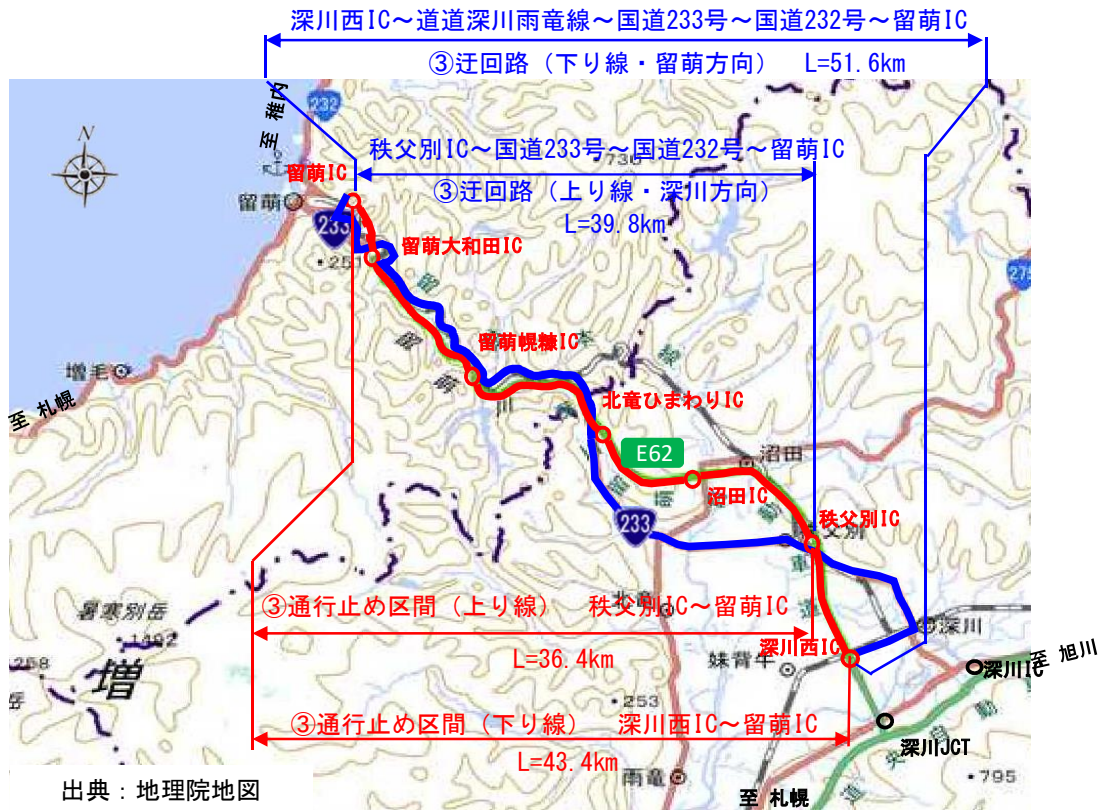 深川西IC～道道深川雨竜線～国道233号～国道232号～留萌IC
③迂回路（下り線・留萌方向）　L=51.6km
232
至 稚内
N
秩父別IC～国道233号～国道232号～留萌IC
③迂回路（上り線・深川方向）
L=39.8km
留萌IC
留萌
233
留萌大和田IC
275
留萌幌糠IC
増毛
至 札幌
北竜ひまわりIC
E62
沼田
沼田IC
233
秩父別IC
北竜
暑寒別岳
1492
258
増
③通行止め区間（上り線）　秩父別IC～留萌IC
L=36.4km
深川
深川西IC
妹背牛
深川IC
至 旭川
253
③通行止め区間（下り線）　深川西IC～留萌IC
L=43.4km
深川JCT
雨竜
795
至 札幌
出典：地理院地図